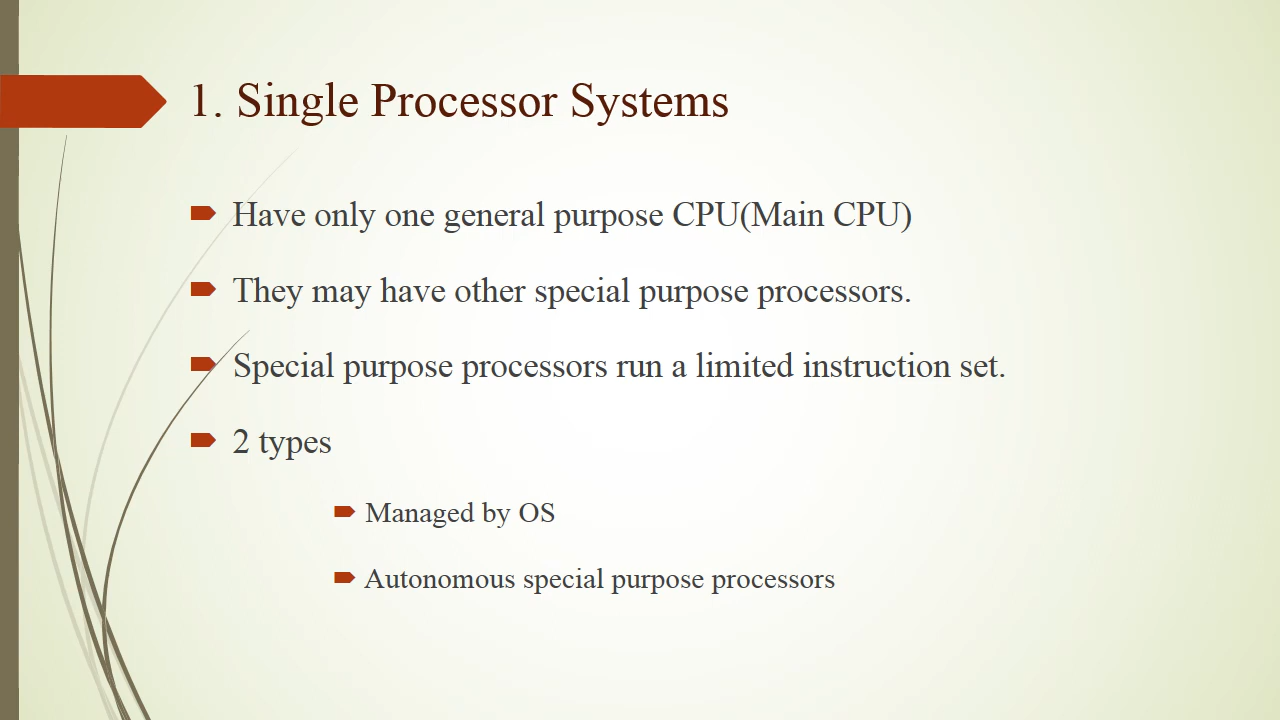 1. Single Processor Systems
Have only one general purpose CPU(Main CPU)
They may have other special purpose processors.
Special purpose processors run a limited instruction set.
2 types
Managed by OS
Autonomous special purpose processors